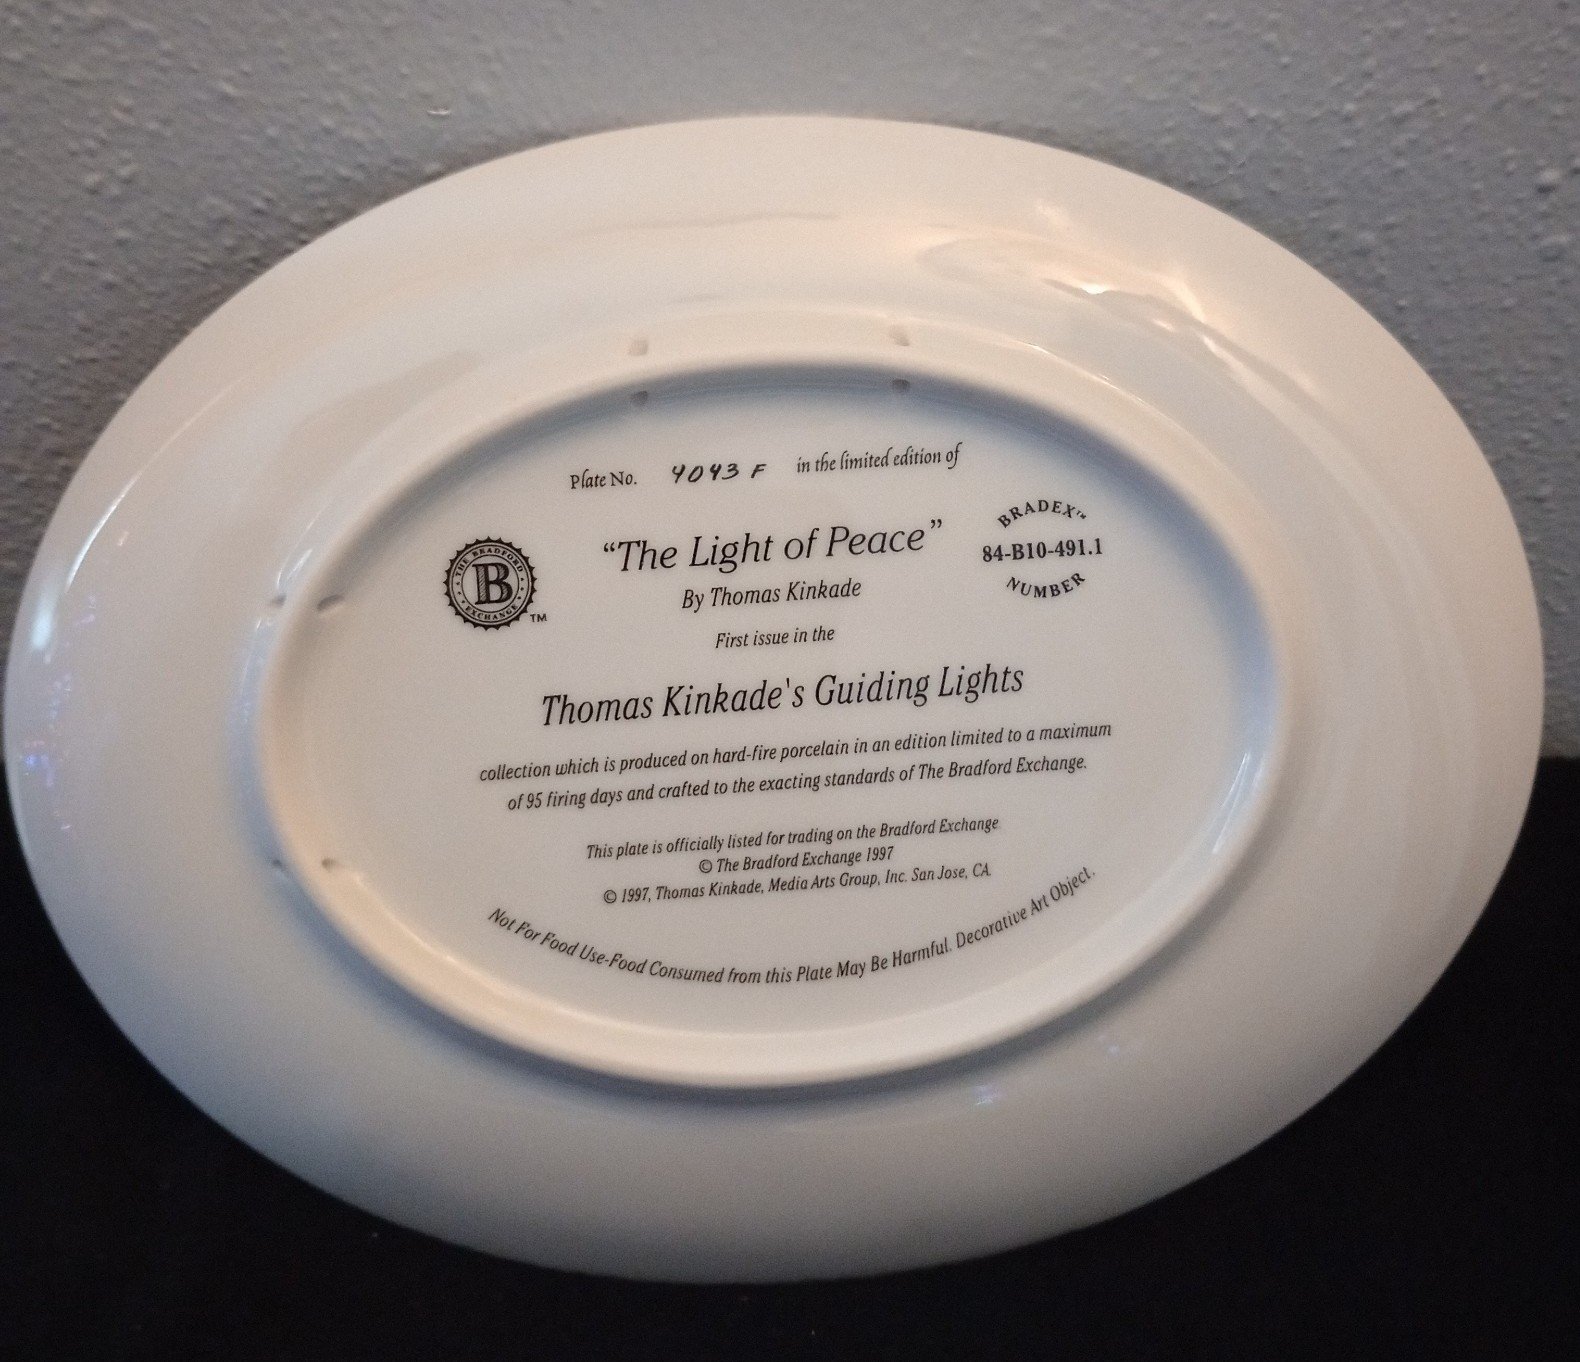 Plate No. 4043 F in the limited edition of
THE BRADFORD
B
EXCHANGE
TM
“The Light of Peace”
By Thomas Kinkade
BRADEX™
84-B10-491.1
NUMBER
First issue in the
Thomas Kinkade's Guiding Lights
collection which is produced on hard-fire porcelain in an edition limited to a maximum
of 95 firing days and crafted to the exacting standards of The Bradford Exchange.
This plate is officially listed for trading on the Bradford Exchange
© The Bradford Exchange 1997
© 1997, Thomas Kinkade, Media Arts Group, Inc. San Jose, CA
Not For Food Use-Food Consumed from this Plate May Be Harmful. Decorative Art Object.